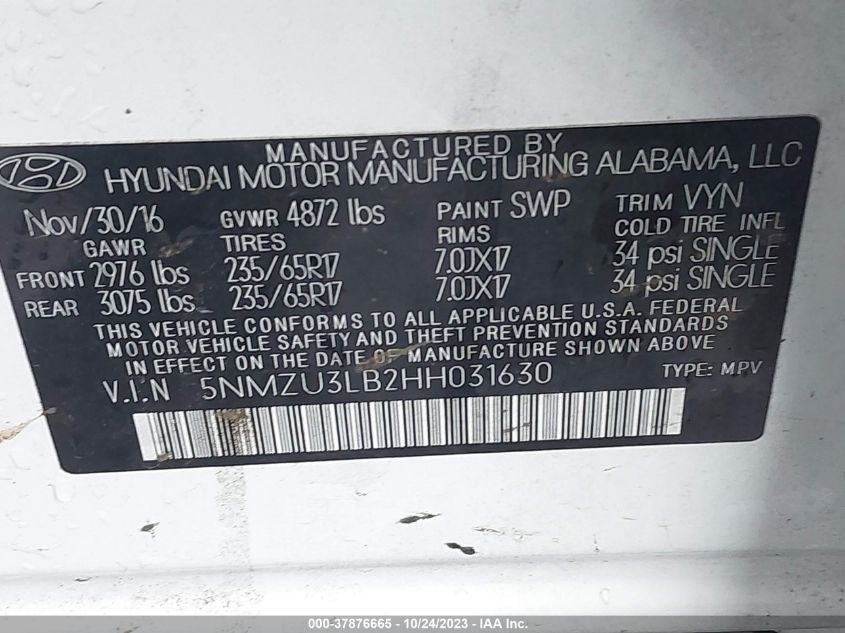 MANUFACTURED BY
HYUNDAI MOTOR MANUFACTURING ALABAMA, LLC
Nov/30/16 GVWR 4872 lbs PAINT SWP TRIM VYN
GAWR TIRES RIMS COLD TIRE INFL
FRONT 2976 lbs 235/65R17 7.0JX17 34 psi SINGLE
REAR 3075 lbs 235/65R17 7.0JX17 34 psi SINGLE
THIS VEHICLE CONFORMS TO ALL APPLICABLE U.S.A. FEDERAL
MOTOR VEHICLE SAFETY AND THEFT PREVENTION STANDARDS
IN EFFECT ON THE DATE OF MANUFACTURE SHOWN ABOVE
V.I.N 5NMZU3LB2HH031630 TYPE: MPV
000-37876665 - 10/24/2023 - IAA Inc.